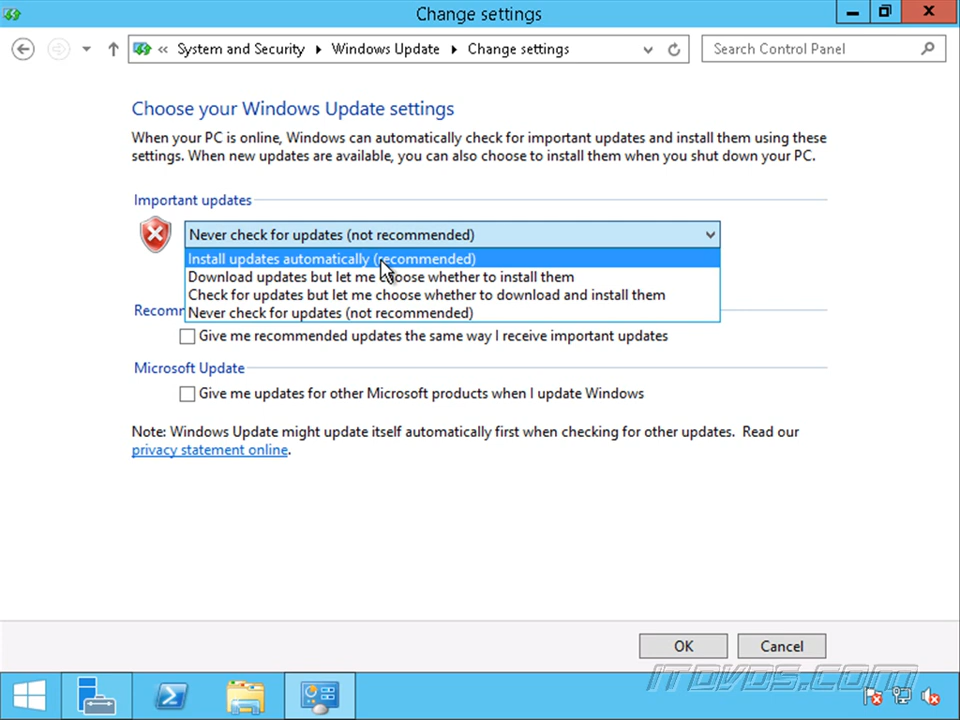 Change settings
« System and Security Windows Update Change settings
Search Control Panel
Choose your Windows Update settings
When your PC is online, Windows can automatically check for important updates and install them using these
settings. When new updates are available, you can also choose to install them when you shut down your PC.
Important updates
Never check for updates (not recommended)
Install updates automatically (recommended)
Download updates but let me choose whether to install them
Check for updates but let me choose whether to download and install them
Never check for updates (not recommended)
Recomm
Give me recommended updates the same way I receive important updates
Microsoft Update
Give me updates for other Microsoft products when I update Windows
Note: Windows Update might update itself automatically first when checking for other updates. Read our
privacy statement online.
OK Cancel
ITDVDS.COM